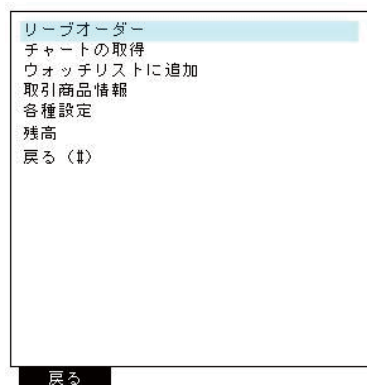 リーブオーダー
チャートの取得
ウォッチリストに追加
取引商品情報
各種設定
残高
戻る（#）
戻る